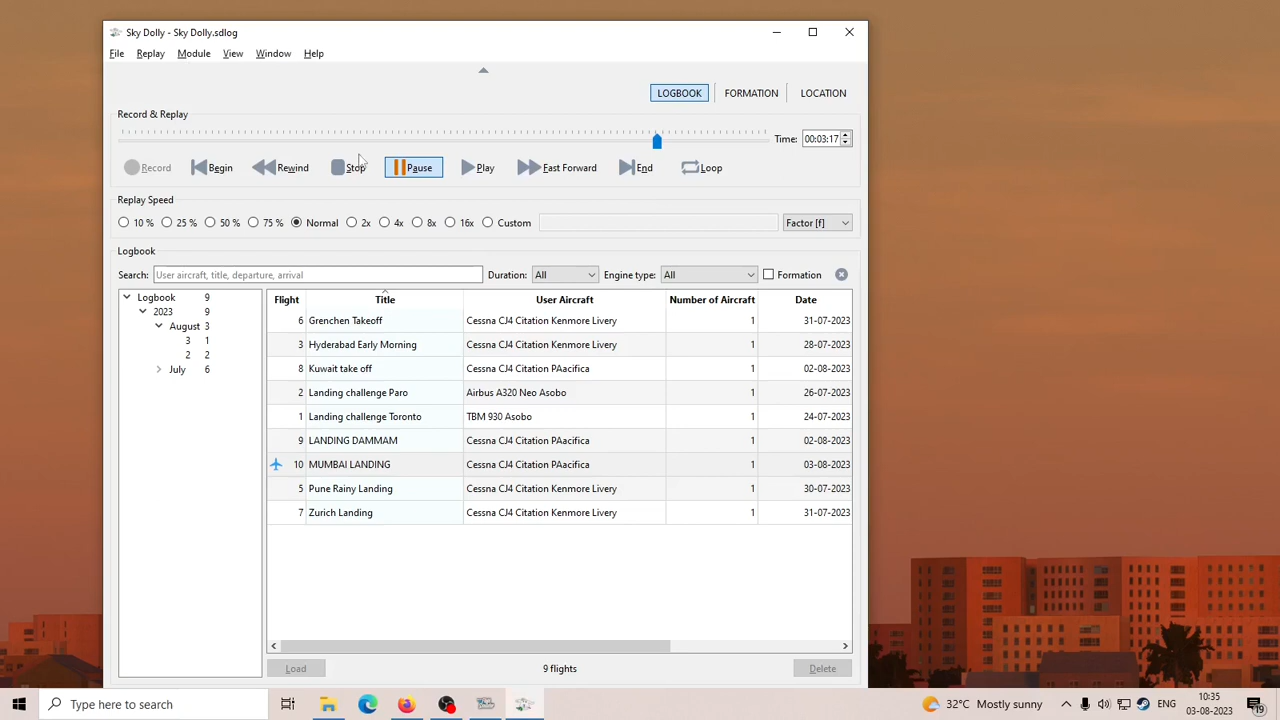 Sky Dolly - Sky Dolly.sdlog
File Replay Module View Window Help
LOGBOOK FORMATION LOCATION
Record & Replay
Time: 00:03:17
Record Begin Rewind Stop Pause Play Fast Forward End Loop
Replay Speed
10 % 25 % 50 % 75 % Normal 2x 4x 8x 16x Custom Factor [f]
Logbook
Search: User aircraft, title, departure, arrival Duration: All Engine type: All Formation
Logbook 9
2023 9
August 3
3 1
2 2
July 6
Flight Title User Aircraft Number of Aircraft Date
6 Grenchen Takeoff Cessna CJ4 Citation Kenmore Livery 1 31-07-2023
3 Hyderabad Early Morning Cessna CJ4 Citation Kenmore Livery 1 28-07-2023
8 Kuwait take off Cessna CJ4 Citation PAacifica 1 02-08-2023
2 Landing challenge Paro Airbus A320 Neo Asobo 1 26-07-2023
1 Landing challenge Toronto TBM 930 Asobo 1 24-07-2023
9 LANDING DAMMAM Cessna CJ4 Citation PAacifica 1 02-08-2023
10 MUMBAI LANDING Cessna CJ4 Citation PAacifica 1 03-08-2023
5 Pune Rainy Landing Cessna CJ4 Citation Kenmore Livery 1 30-07-2023
7 Zurich Landing Cessna CJ4 Citation Kenmore Livery 1 31-07-2023
Load 9 flights Delete
Type here to search 32°C Mostly sunny ENG 10:35
03-08-2023 19